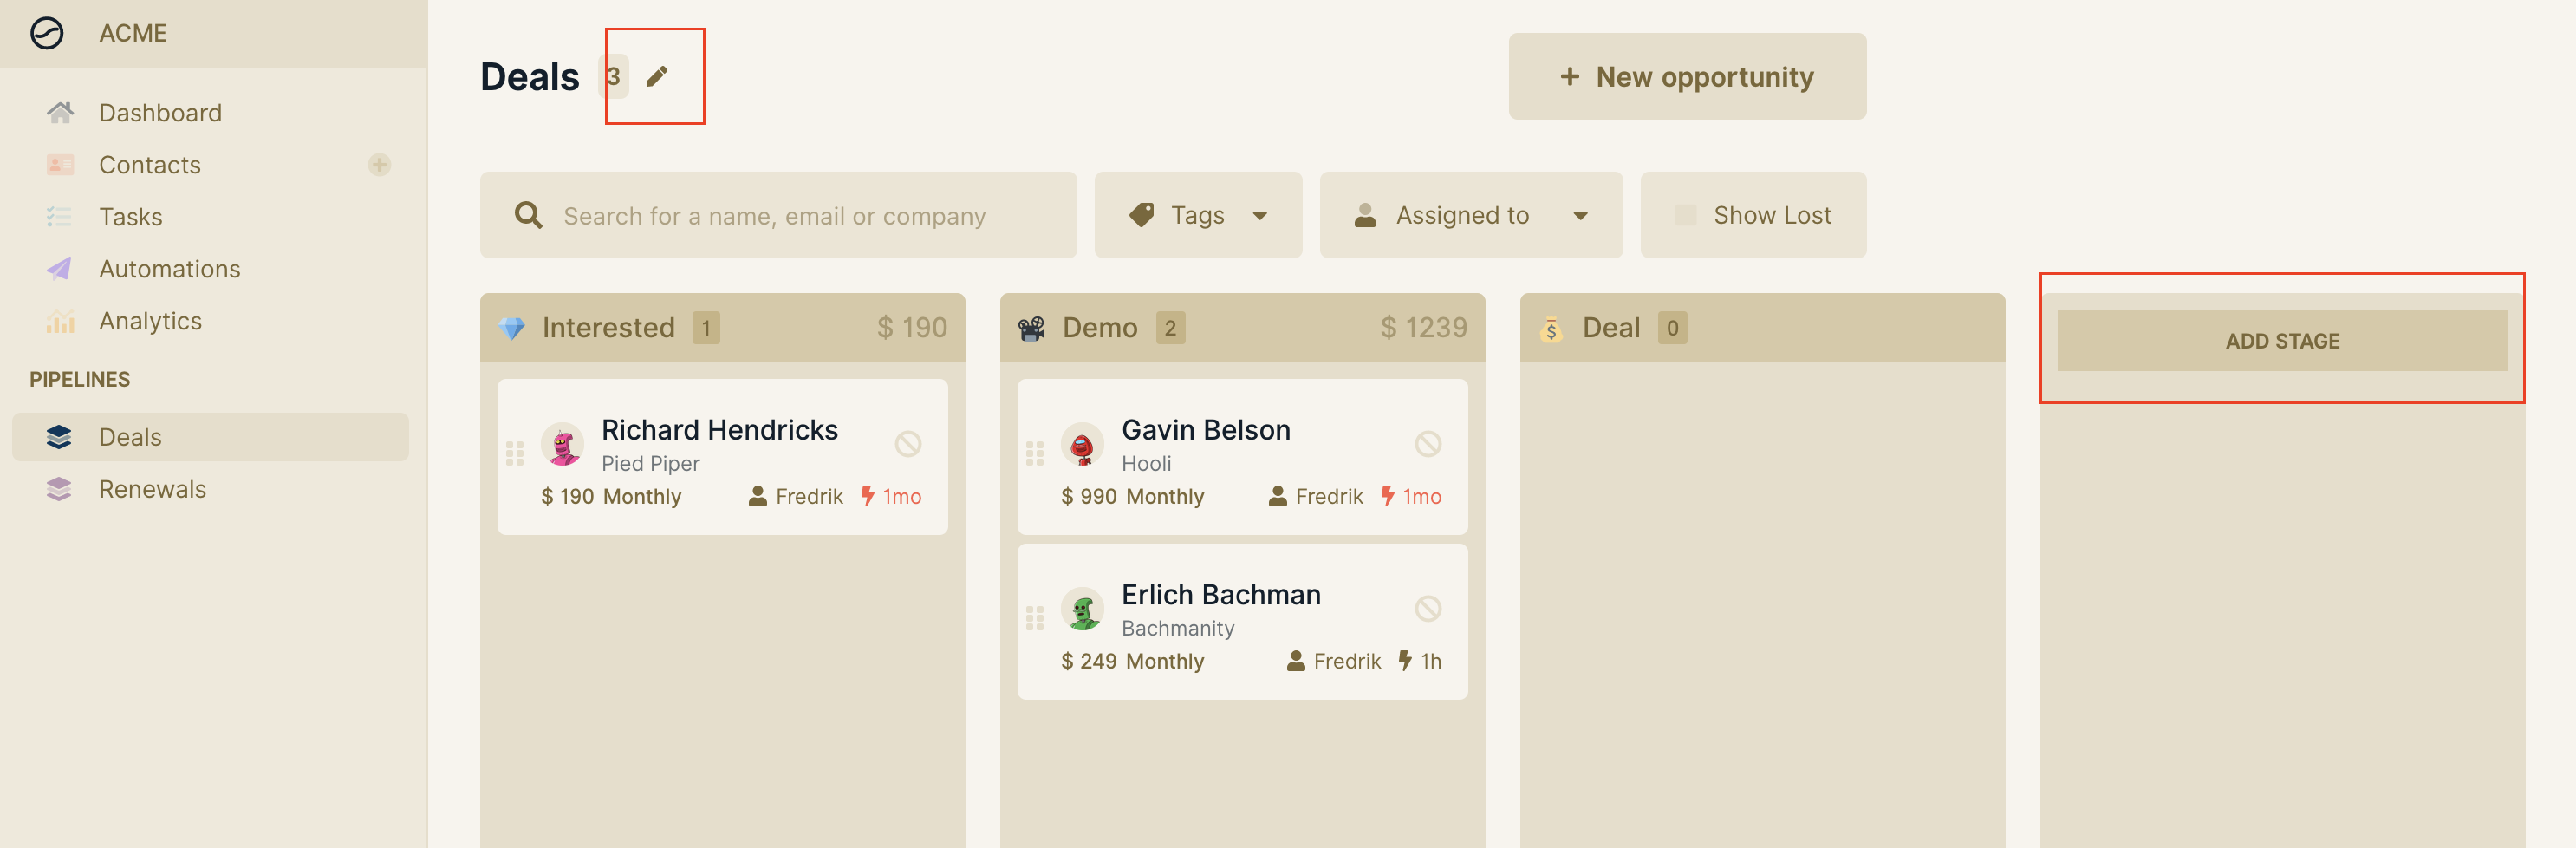 ACME
Dashboard
Contacts
Tasks
Automations
Analytics
PIPELINES
Deals
Renewals
Deals 3
+ New opportunity
Search for a name, email or company
Tags
Assigned to
Show Lost
Interested 1 $ 190
Richard Hendricks
Pied Piper
$ 190 Monthly Fredrik 1mo
Demo 2 $ 1239
Gavin Belson
Hooli
$ 990 Monthly Fredrik 1mo
Erlich Bachman
Bachmanity
$ 249 Monthly Fredrik 1h
Deal 0
ADD STAGE